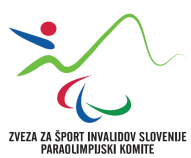 ZVEZA ZA ŠPORT INVALIDOV SLOVENIJE
PARAOLIMPIJSKI KOMITE